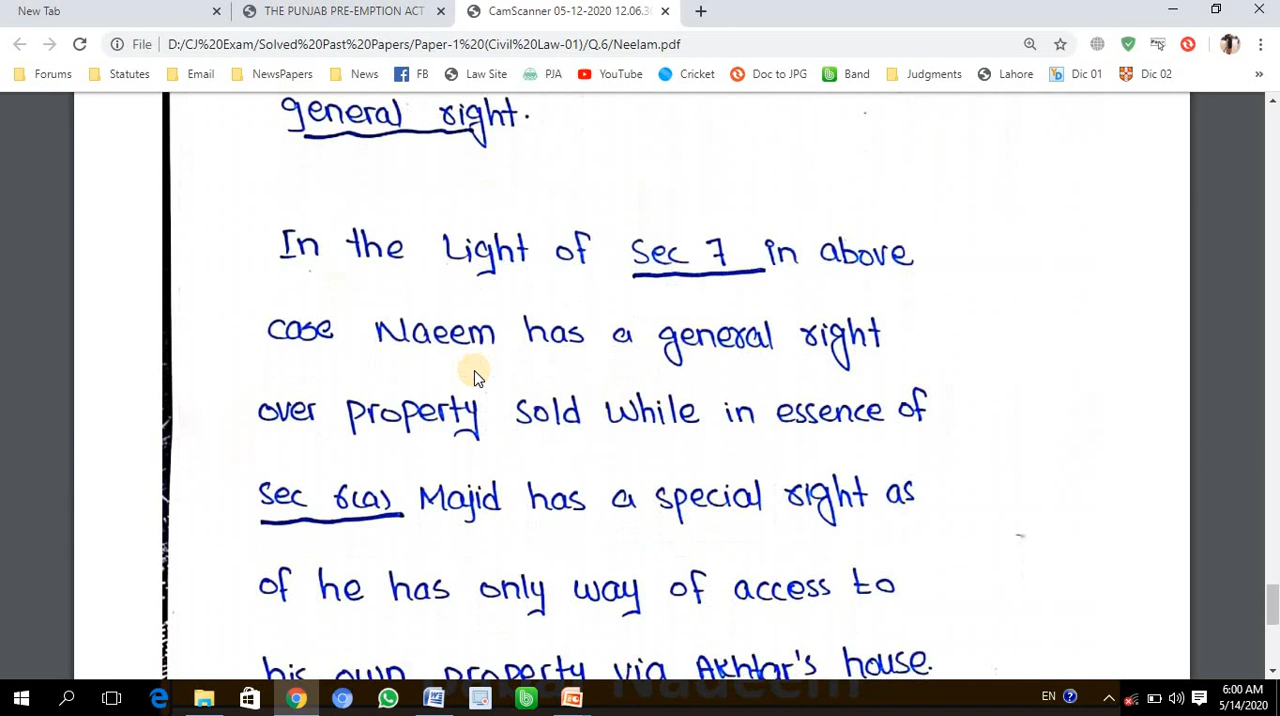 New Tab
THE PUNJAB PRE-EMPTION ACT
CamScanner 05-12-2020 12.06.30
File D:/CJ%20Exam/Solved%20Past%20Papers/Paper-1%20(Civil%20Law-01)/Q.6/Neelam.pdf
Forums Statutes Email NewsPapers News FB Law Site PJA YouTube Cricket Doc to JPG Band Judgments Lahore Dic 01 Dic 02 »
general right.
In the Light of Sec 7 in above
case Naeem has a general right
over property sold while in essence of
Sec 6(a) Majid has a special right as
of he has only way of access to
his own property via Akhtar's house.
EN
6:00 AM
5/14/2020